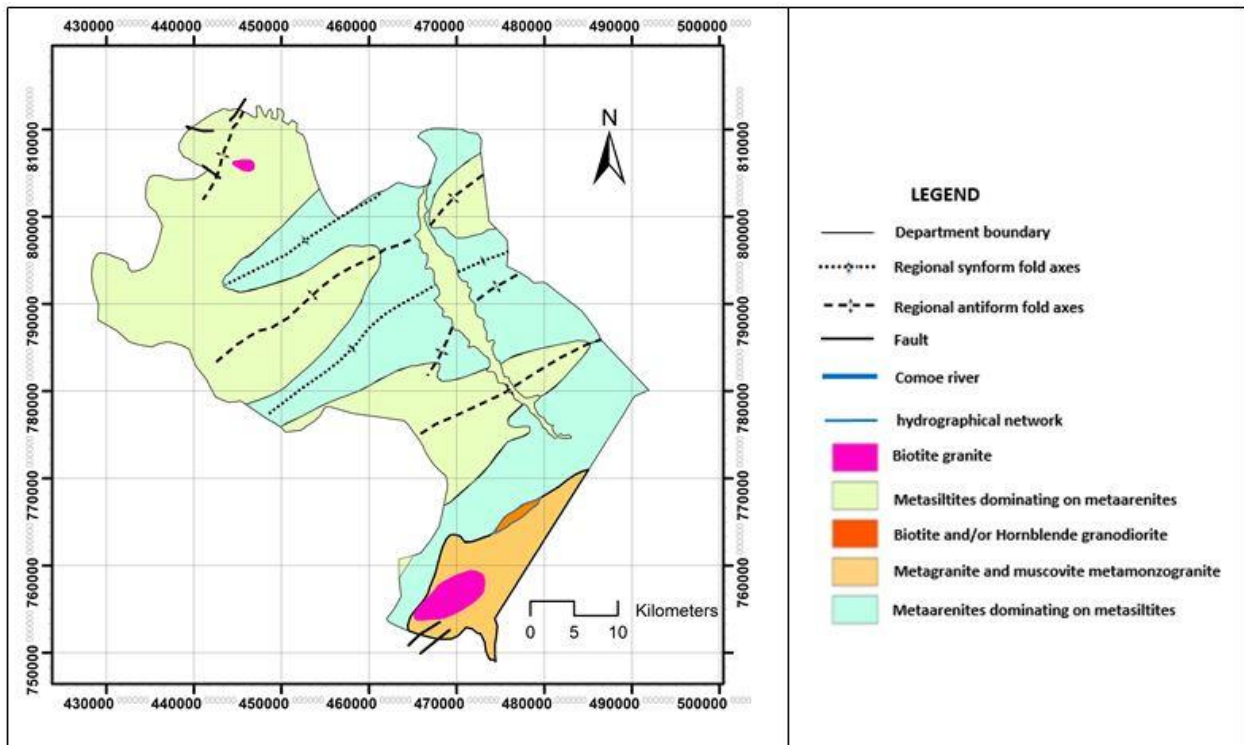 430000 440000 450000 460000 470000 480000 490000 500000
810000 800000 790000 780000 770000 760000 750000
N
810000 800000 790000 780000 770000 760000 750000
Kilometers
0 5 10
430000 440000 450000 460000 470000 480000 490000 500000
LEGEND
Department boundary
Regional synform fold axes
Regional antiform fold axes
Fault
Comoe river
hydrographical network
Biotite granite
Metasiltites dominating on metaarenites
Biotite and/or Hornblende granodiorite
Metagranite and muscovite metamonzogranite
Metaarenites dominating on metasiltites